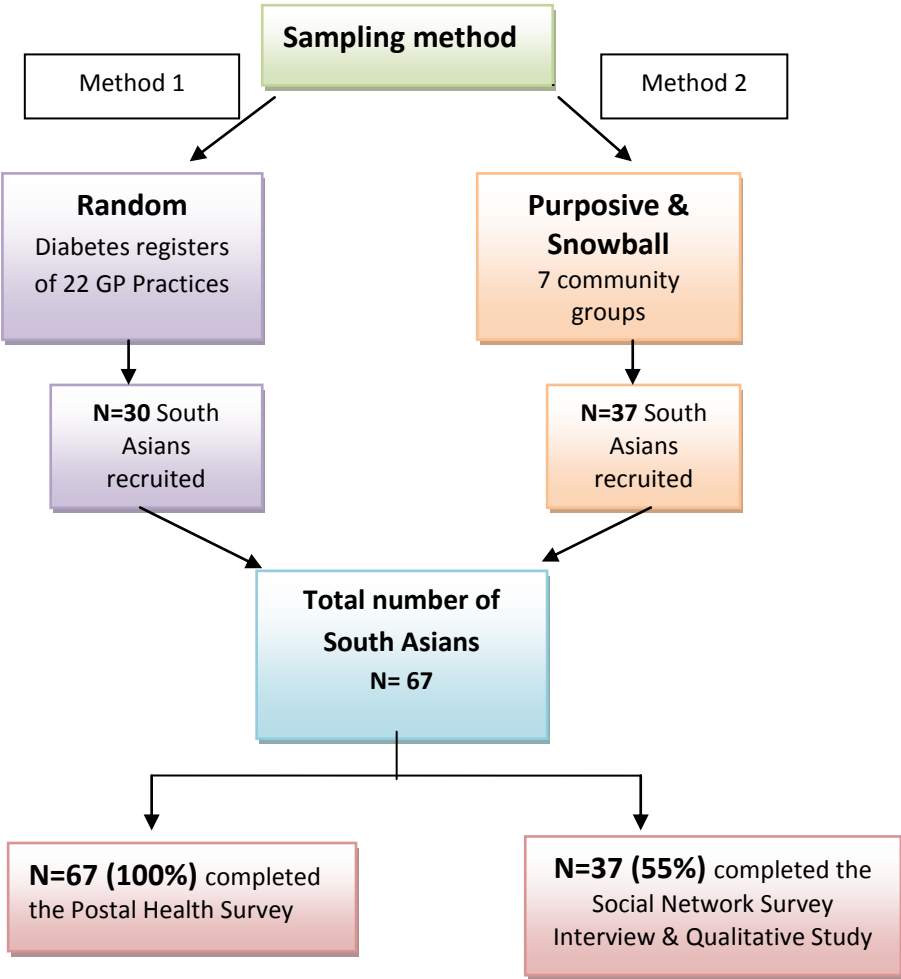 Sampling method
Method 1
Method 2
Random
Diabetes registers
of 22 GP Practices
Purposive &
Snowball
7 community
groups
N=30 South
Asians
recruited
N=37 South
Asians
recruited
Total number of
South Asians
N= 67
N=67 (100%) completed
the Postal Health Survey
N=37 (55%) completed the
Social Network Survey
Interview & Qualitative Study